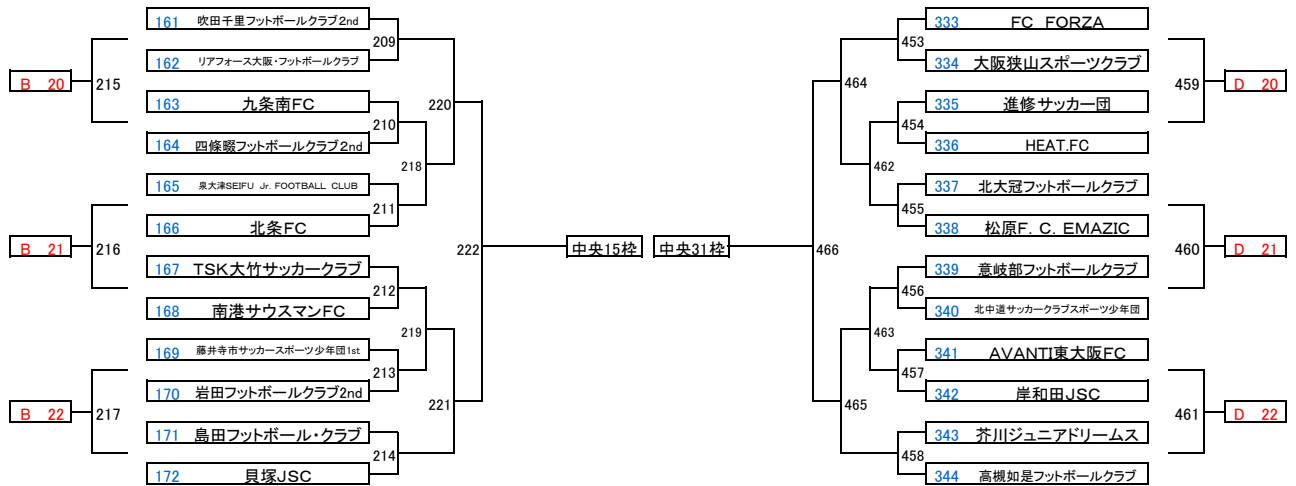 161 吹田千里フットボールクラブ2nd
209
162 リアフォース大阪・フットボールクラブ
B 20
215
163 九条南FC
220
210
164 四條畷フットボールクラブ2nd
218
165 泉大津SEIFU Jr. FOOTBALL CLUB
211
166 北条FC
B 21
216
222
中央15枠
167 TSK大竹サッカークラブ
212
168 南港サウスマンFC
219
169 藤井寺市サッカースポーツ少年団1st
213
170 岩田フットボールクラブ2nd
B 22
217
221
171 島田フットボール・クラブ
214
172 貝塚JSC
333 FC FORZA
453
334 大阪狭山スポーツクラブ
464
459
D 20
335 進修サッカー団
454
336 HEAT.FC
462
337 北大冠フットボールクラブ
455
338 松原F．C．EMAZIC
中央31枠
466
460
D 21
339 意岐部フットボールクラブ
456
340 北中道サッカークラブスポーツ少年団
463
341 AVANTI東大阪FC
457
342 岸和田JSC
465
461
D 22
343 芥川ジュニアドリームス
458
344 高槻如是フットボールクラブ